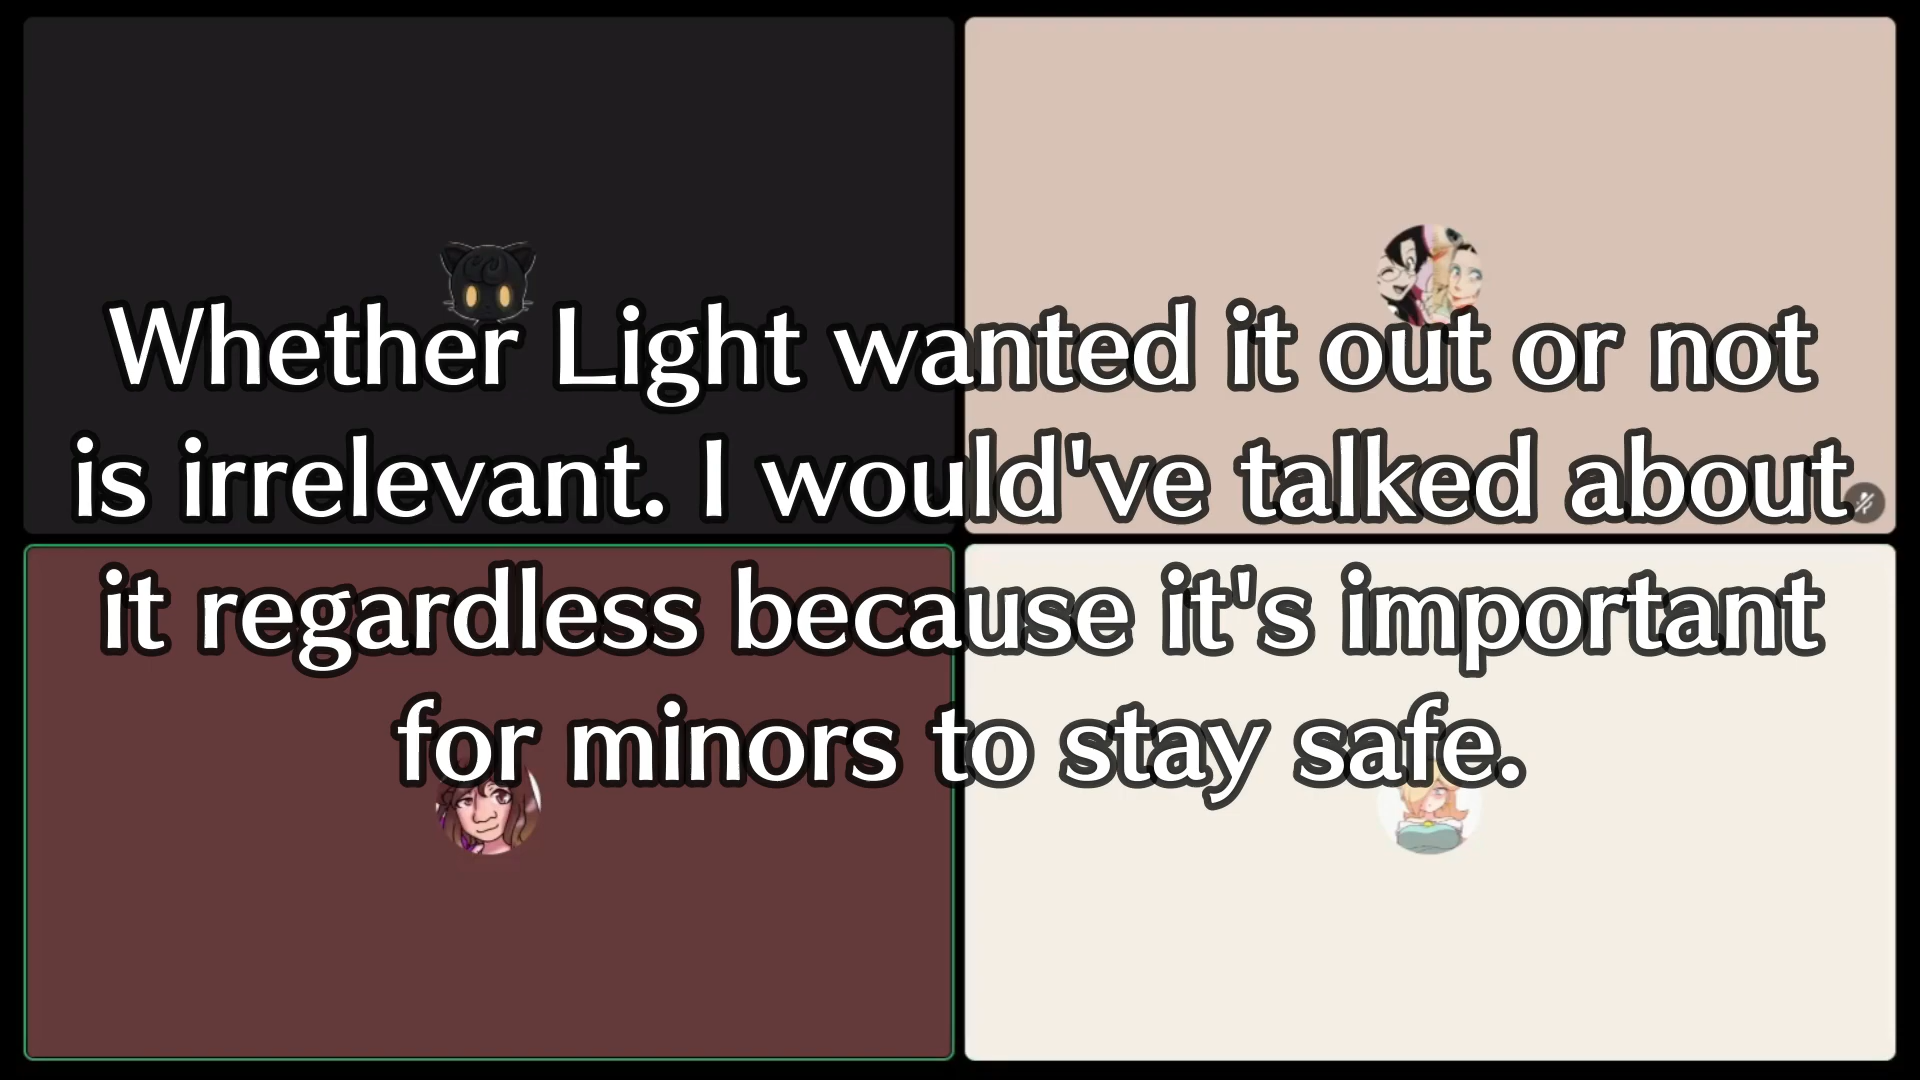 Whether Light wanted it out or not
is irrelevant. I would've talked about
it regardless because it's important
for minors to stay safe.